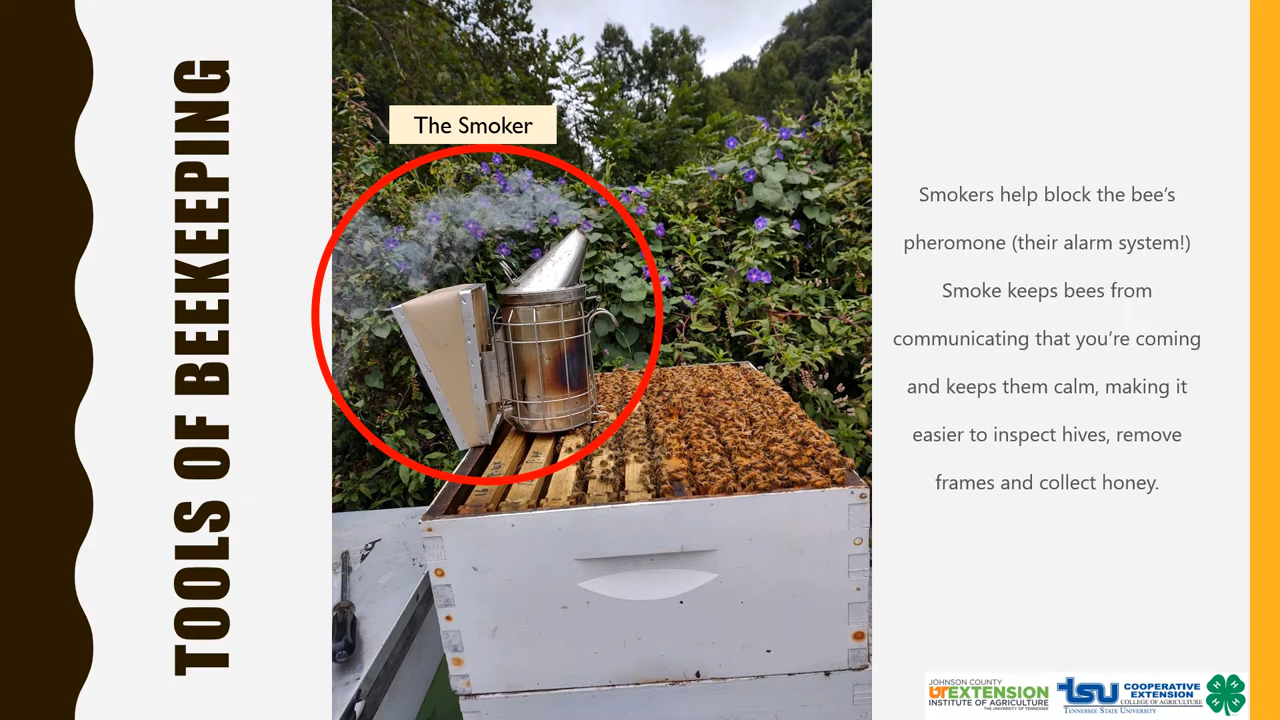 TOOLS OF BEEKEEPING
The Smoker
Smokers help block the bee's
pheromone (their alarm system!)
Smoke keeps bees from
communicating that you're coming
and keeps them calm, making it
easier to inspect hives, remove
frames and collect honey.
JOHNSON COUNTY
UT EXTENSION
INSTITUTE OF AGRICULTURE
THE UNIVERSITY OF TENNESSEE
TSU COOPERATIVE
EXTENSION
COLLEGE OF AGRICULTURE
TENNESSEE STATE UNIVERSITY
H H H H